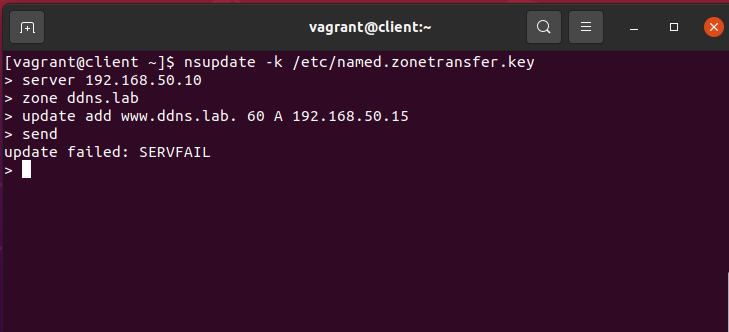 vagrant@client:~
[vagrant@client ~]$ nsupdate -k /etc/named.zonetransfer.key
> server 192.168.50.10
> zone ddns.lab
> update add www.ddns.lab. 60 A 192.168.50.15
> send
update failed: SERVFAIL
>